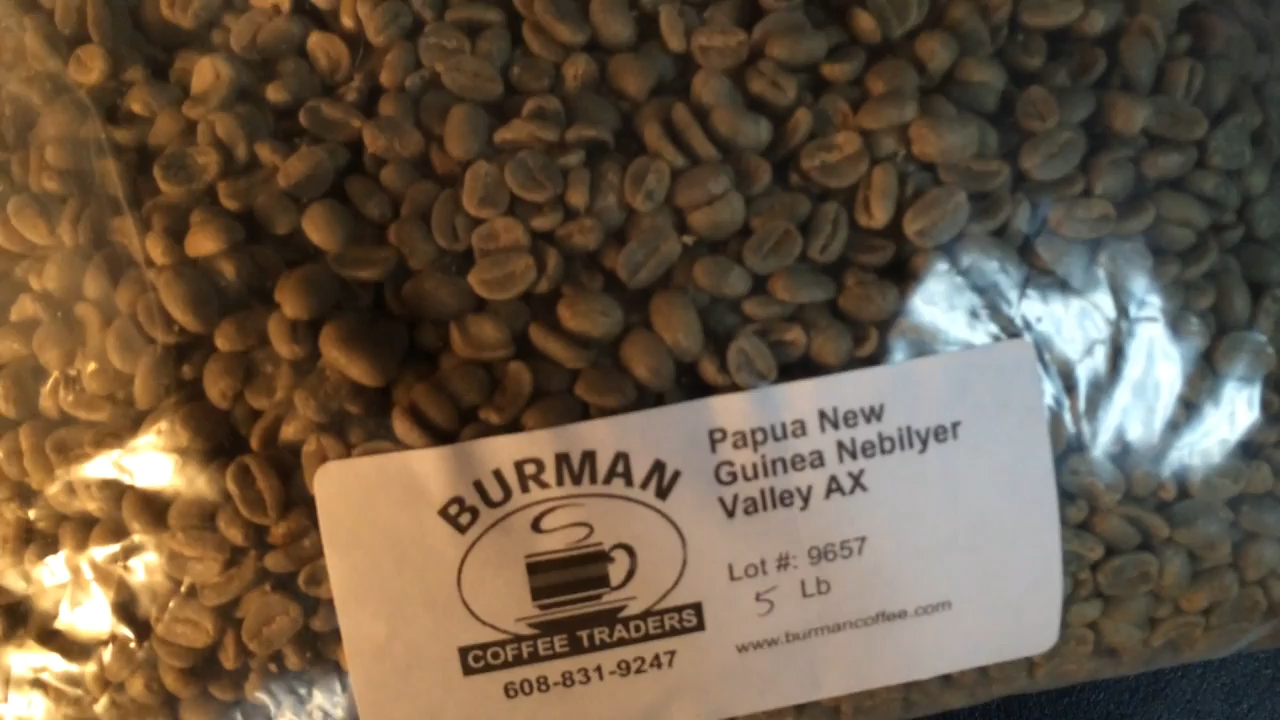 BURMAN
COFFEE TRADERS
608-831-9247
Papua New
Guinea Nebilyer
Valley AX
Lot #: 9657
5 Lb
www.burmancoffee.com